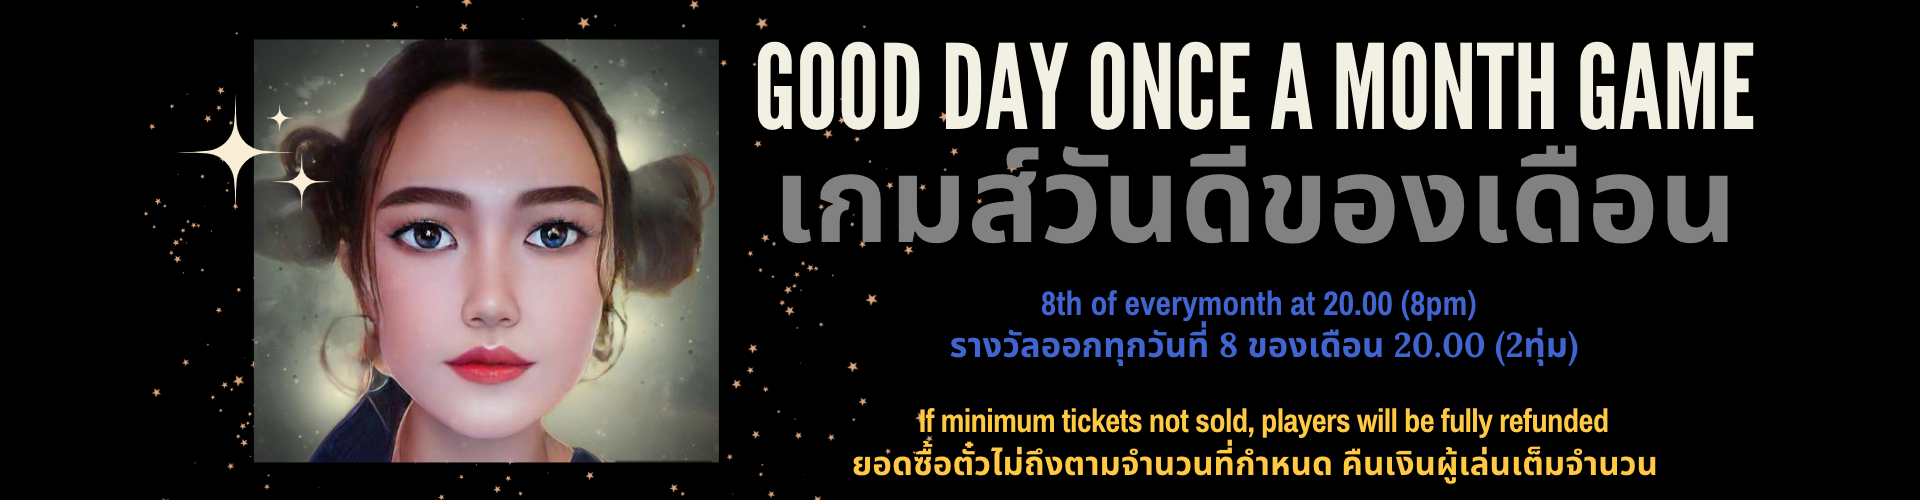 GOOD DAY ONCE A MONTH GAME
เกมส์วันดีของเดือน
8th of everymonth at 20.00 (8pm)
รางวัลออกทุกวันที่ 8 ของเดือน 20.00 (2ทุ่ม)
If minimum tickets not sold, players will be fully refunded
ยอดซื้อตั๋วไม่ถึงตามจำนวนที่กำหนด คืนเงินผู้เล่นเต็มจำนวน